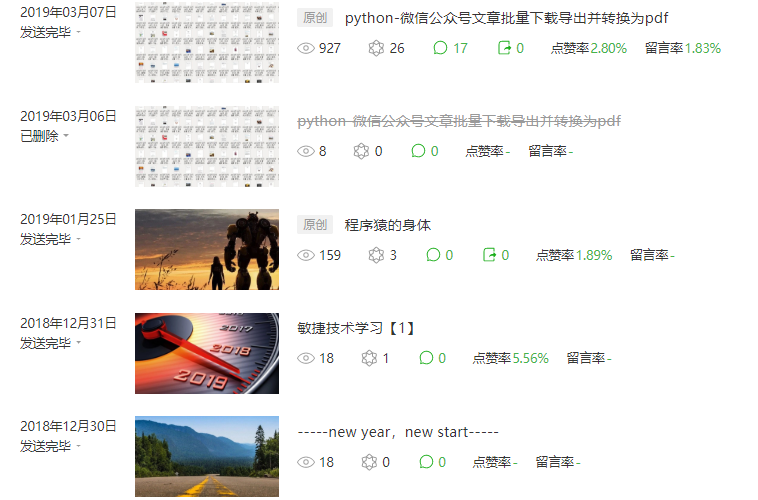 2019年03月07日
发送完毕
原创 python-微信公众号文章批量下载导出并转换为pdf
927 26 17 0 点赞率2.80% 留言率1.83%
2019年03月06日
已删除
python-微信公众号文章批量下载导出并转换为pdf
8 0 0 点赞率- 留言率-
2019年01月25日
发送完毕
原创 程序猿的身体
159 3 0 0 点赞率1.89% 留言率-
2018年12月31日
发送完毕
2017
2018
2019
敏捷技术学习【1】
18 1 0 点赞率5.56% 留言率-
2018年12月30日
发送完毕
-----new year，new start-----
18 0 0 点赞率- 留言率-